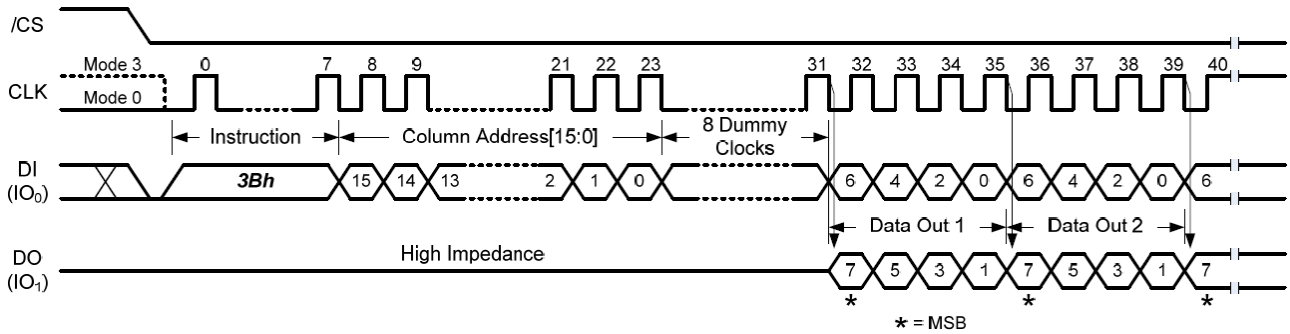 /CS
Mode 3 0 7 8 9 21 22 23 31 32 33 34 35 36 37 38 39 40
CLK
Mode 0
Instruction Column Address[15:0] 8 Dummy
Clocks
DI
(IO0)
3Bh 15 14 13 2 1 0 6 4 2 0 6 4 2 0 6
Data Out 1 Data Out 2
DO
(IO1)
High Impedance
7 5 3 1 7 5 3 1 7
* * *
* = MSB